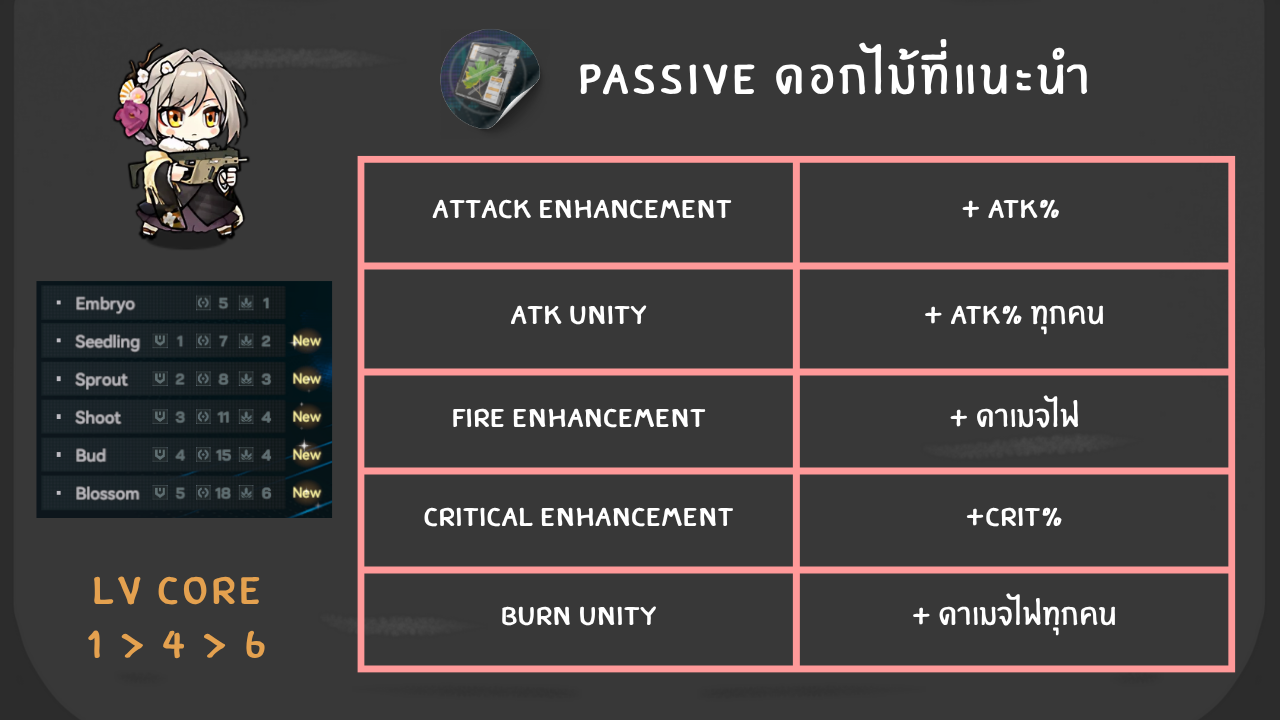 PASSIVE ดอกไม้ที่แนะนำ
ATTACK ENHANCEMENT
+ ATK%
ATK UNITY
+ ATK% ทุกคน
FIRE ENHANCEMENT
+ ดาเมจไฟ
CRITICAL ENHANCEMENT
+CRIT%
BURN UNITY
+ ดาเมจไฟทุกคน
Embryo 5 1
Seedling 1 7 2 New
Sprout 2 8 3 New
Shoot 3 11 4 New
Bud 4 15 4 New
Blossom 5 18 6 New
LV CORE
1 > 4 > 6